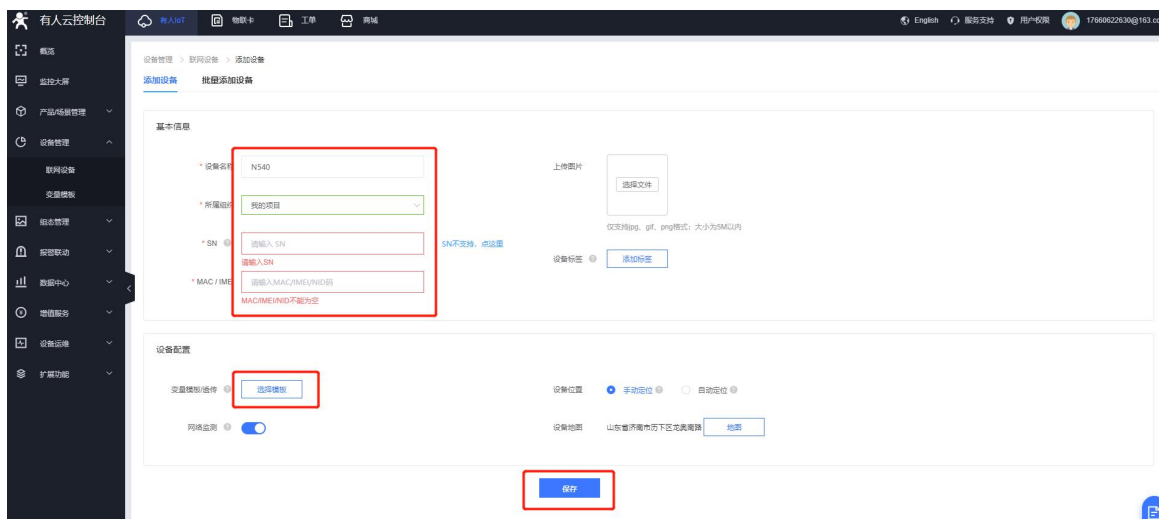 有人云控制台
有人IoT 物联卡 工单 商城 English 服务支持 用户权限 17660622630@163.co
概览
监控大屏
产品/场景管理
设备管理
联网设备
变量模板
组态管理
报警联动
数据中心
增值服务
设备运维
扩展功能
设备管理 > 联网设备 > 添加设备
添加设备 批量添加设备
基本信息
* 设备名称 N540
* 所属组织 我的项目
* SN 请输入 SN SN不支持，点这里
请输入SN
* MAC / IMEI 请输入MAC/IMEI/NID码
MAC/IMEI/NID不能为空
上传图片
选择文件
仅支持jpg、gif、png格式；大小为5M以内
设备标签 添加标签
设备配置
变量模板/透传 选择模板
设备位置 手动定位 自动定位
网络监测
设备地图 山东省济南市历下区龙奥南路 地图
保存